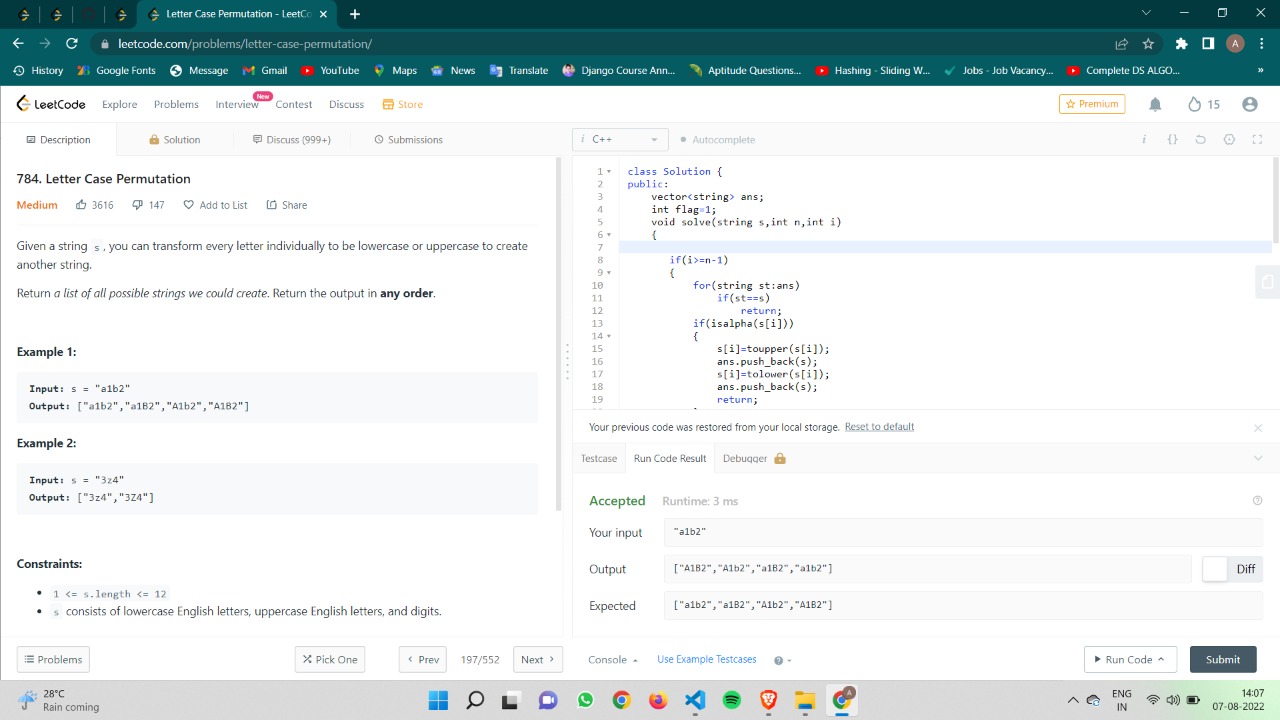 Letter Case Permutation - LeetCo
leetcode.com/problems/letter-case-permutation/
A
History Google Fonts Message Gmail YouTube Maps News Translate Django Course Ann... Aptitude Questions... Hashing - Sliding W... Jobs - Job Vacancy... Complete DS ALGO... »
LeetCode Explore Problems Interview New Contest Discuss Store Premium 15
Description Solution Discuss (999+) Submissions
i C++ Autocomplete i {}
784. Letter Case Permutation
Medium 3616 147 Add to List Share
Given a string s , you can transform every letter individually to be lowercase or uppercase to create
another string.
Return a list of all possible strings we could create. Return the output in any order.
Example 1:
Input: s = "a1b2"
Output: ["a1b2","a1B2","A1b2","A1B2"]
Example 2:
Input: s = "3z4"
Output: ["3z4","3Z4"]
Constraints:
1 <= s.length <= 12
s consists of lowercase English letters, uppercase English letters, and digits.
Problems Pick One Prev 197/552 Next
1 class Solution {
2 public:
3 vector<string> ans;
4 int flag=1;
5 void solve(string s,int n,int i)
6 {
7
8 if(i>=n-1)
9 {
10 for(string st:ans)
11 if(st==s)
12 return;
13 if(isalpha(s[i]))
14 {
15 s[i]=toupper(s[i]);
16 ans.push_back(s);
17 s[i]=tolower(s[i]);
18 ans.push_back(s);
19 return;
Your previous code was restored from your local storage. Reset to default
Testcase Run Code Result Debugger
Accepted Runtime: 3 ms
Your input "a1b2"
Output ["A1B2","A1b2","a1B2","a1b2"] Diff
Expected ["a1b2","a1B2","A1b2","A1B2"]
Console Use Example Testcases Run Code Submit
28°C
Rain coming
A
ENG
IN
14:07
07-08-2022